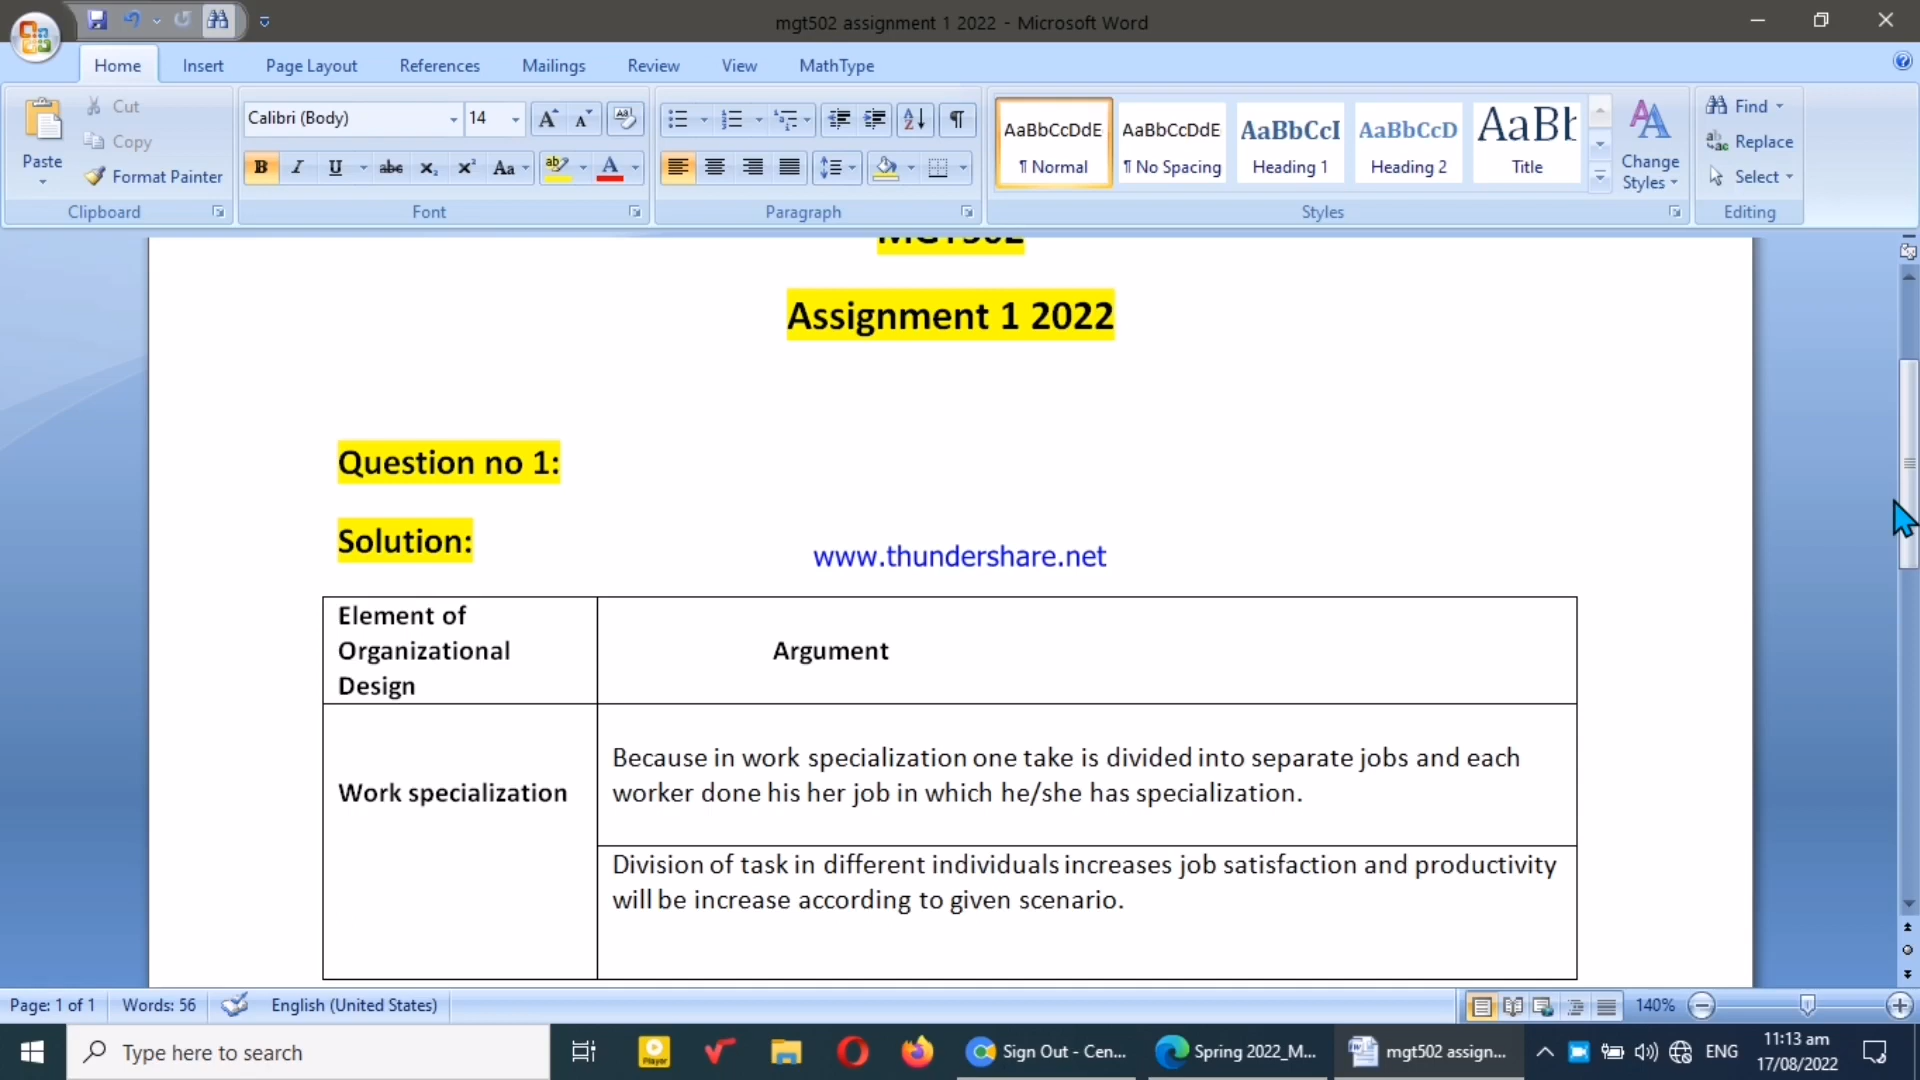 mgt502 assignment 1 2022 - Microsoft Word
Home Insert Page Layout References Mailings Review View MathType
Paste
Cut
Copy
Format Painter
Clipboard
Calibri (Body) 14
Font
Paragraph
AaBbCcDdE AaBbCcDdE AaBbCcI AaBbCcD AaBb
¶ Normal ¶ No Spacing Heading 1 Heading 2 Title
Change
Styles
Styles
Find
Replace
Select
Editing
MGT502
Assignment 1 2022
Question no 1:
Solution:
www.thundershare.net
Element of
Organizational
Design
Argument
Work specialization
Because in work specialization one take is divided into separate jobs and each
worker done his her job in which he/she has specialization.
Division of task in different individuals increases job satisfaction and productivity
will be increase according to given scenario.
Page: 1 of 1 Words: 56 English (United States) 140%
Type here to search
Player
Sign Out - Cen...
Spring 2022_M...
mgt502 assign...
ENG
11:13 am
17/08/2022